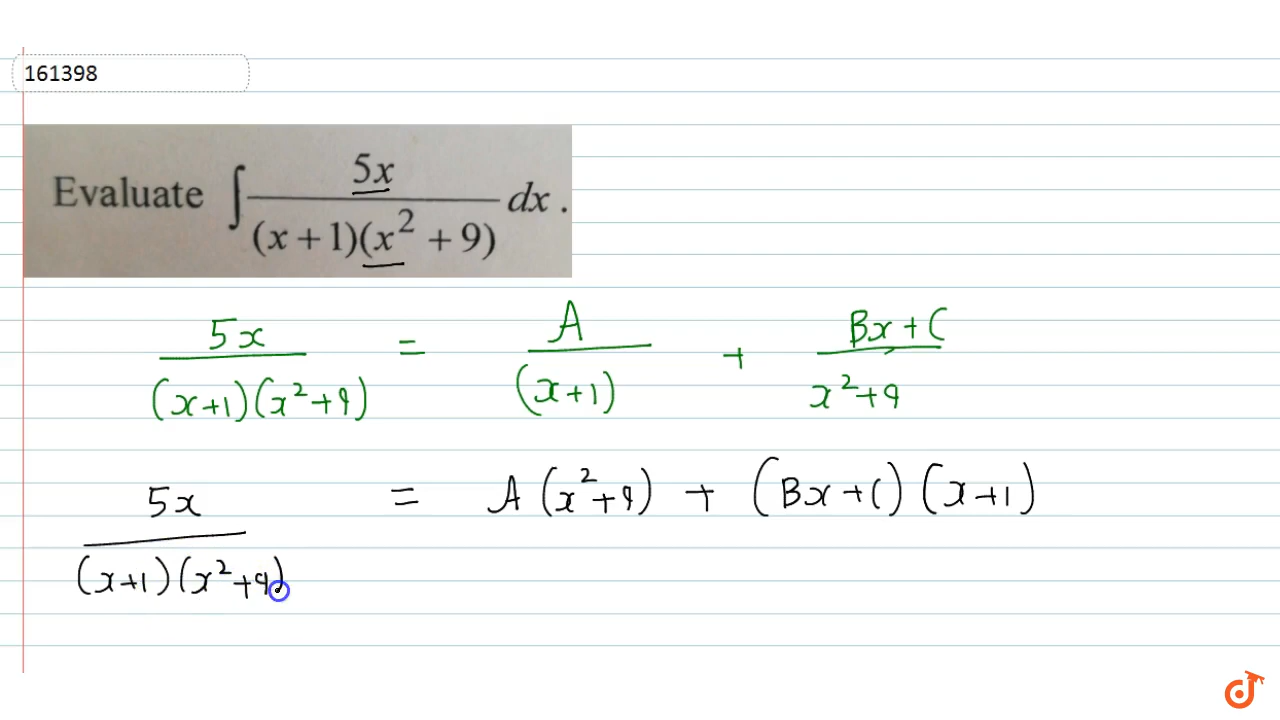 161398
Evaluate ∫ 5x / (x+1)(x² + 9) dx .
5x / (x+1)(x²+9) = A / (x+1) + Bx+C / x²+9
5x / (x+1)(x²+9) = A(x²+9) + (Bx+C)(x+1)